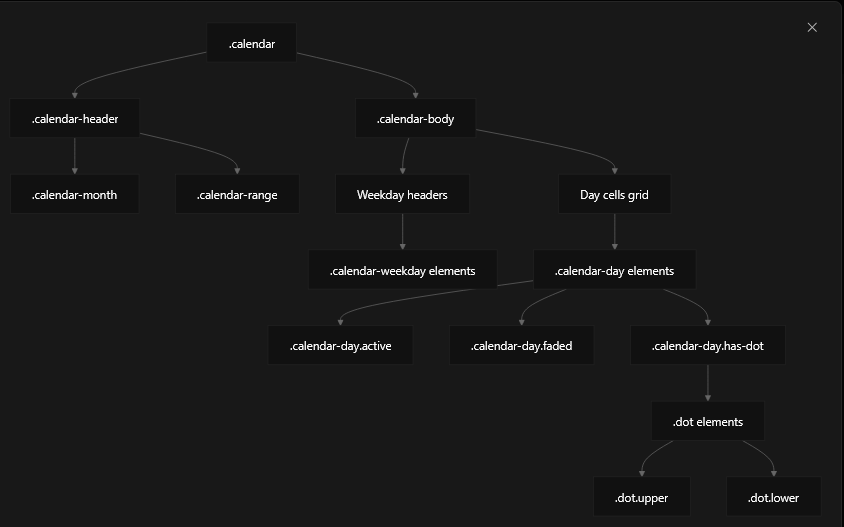 .calendar
.calendar-header
.calendar-body
.calendar-month
.calendar-range
Weekday headers
Day cells grid
.calendar-weekday elements
.calendar-day elements
.calendar-day.active
.calendar-day.faded
.calendar-day.has-dot
.dot elements
.dot.upper
.dot.lower